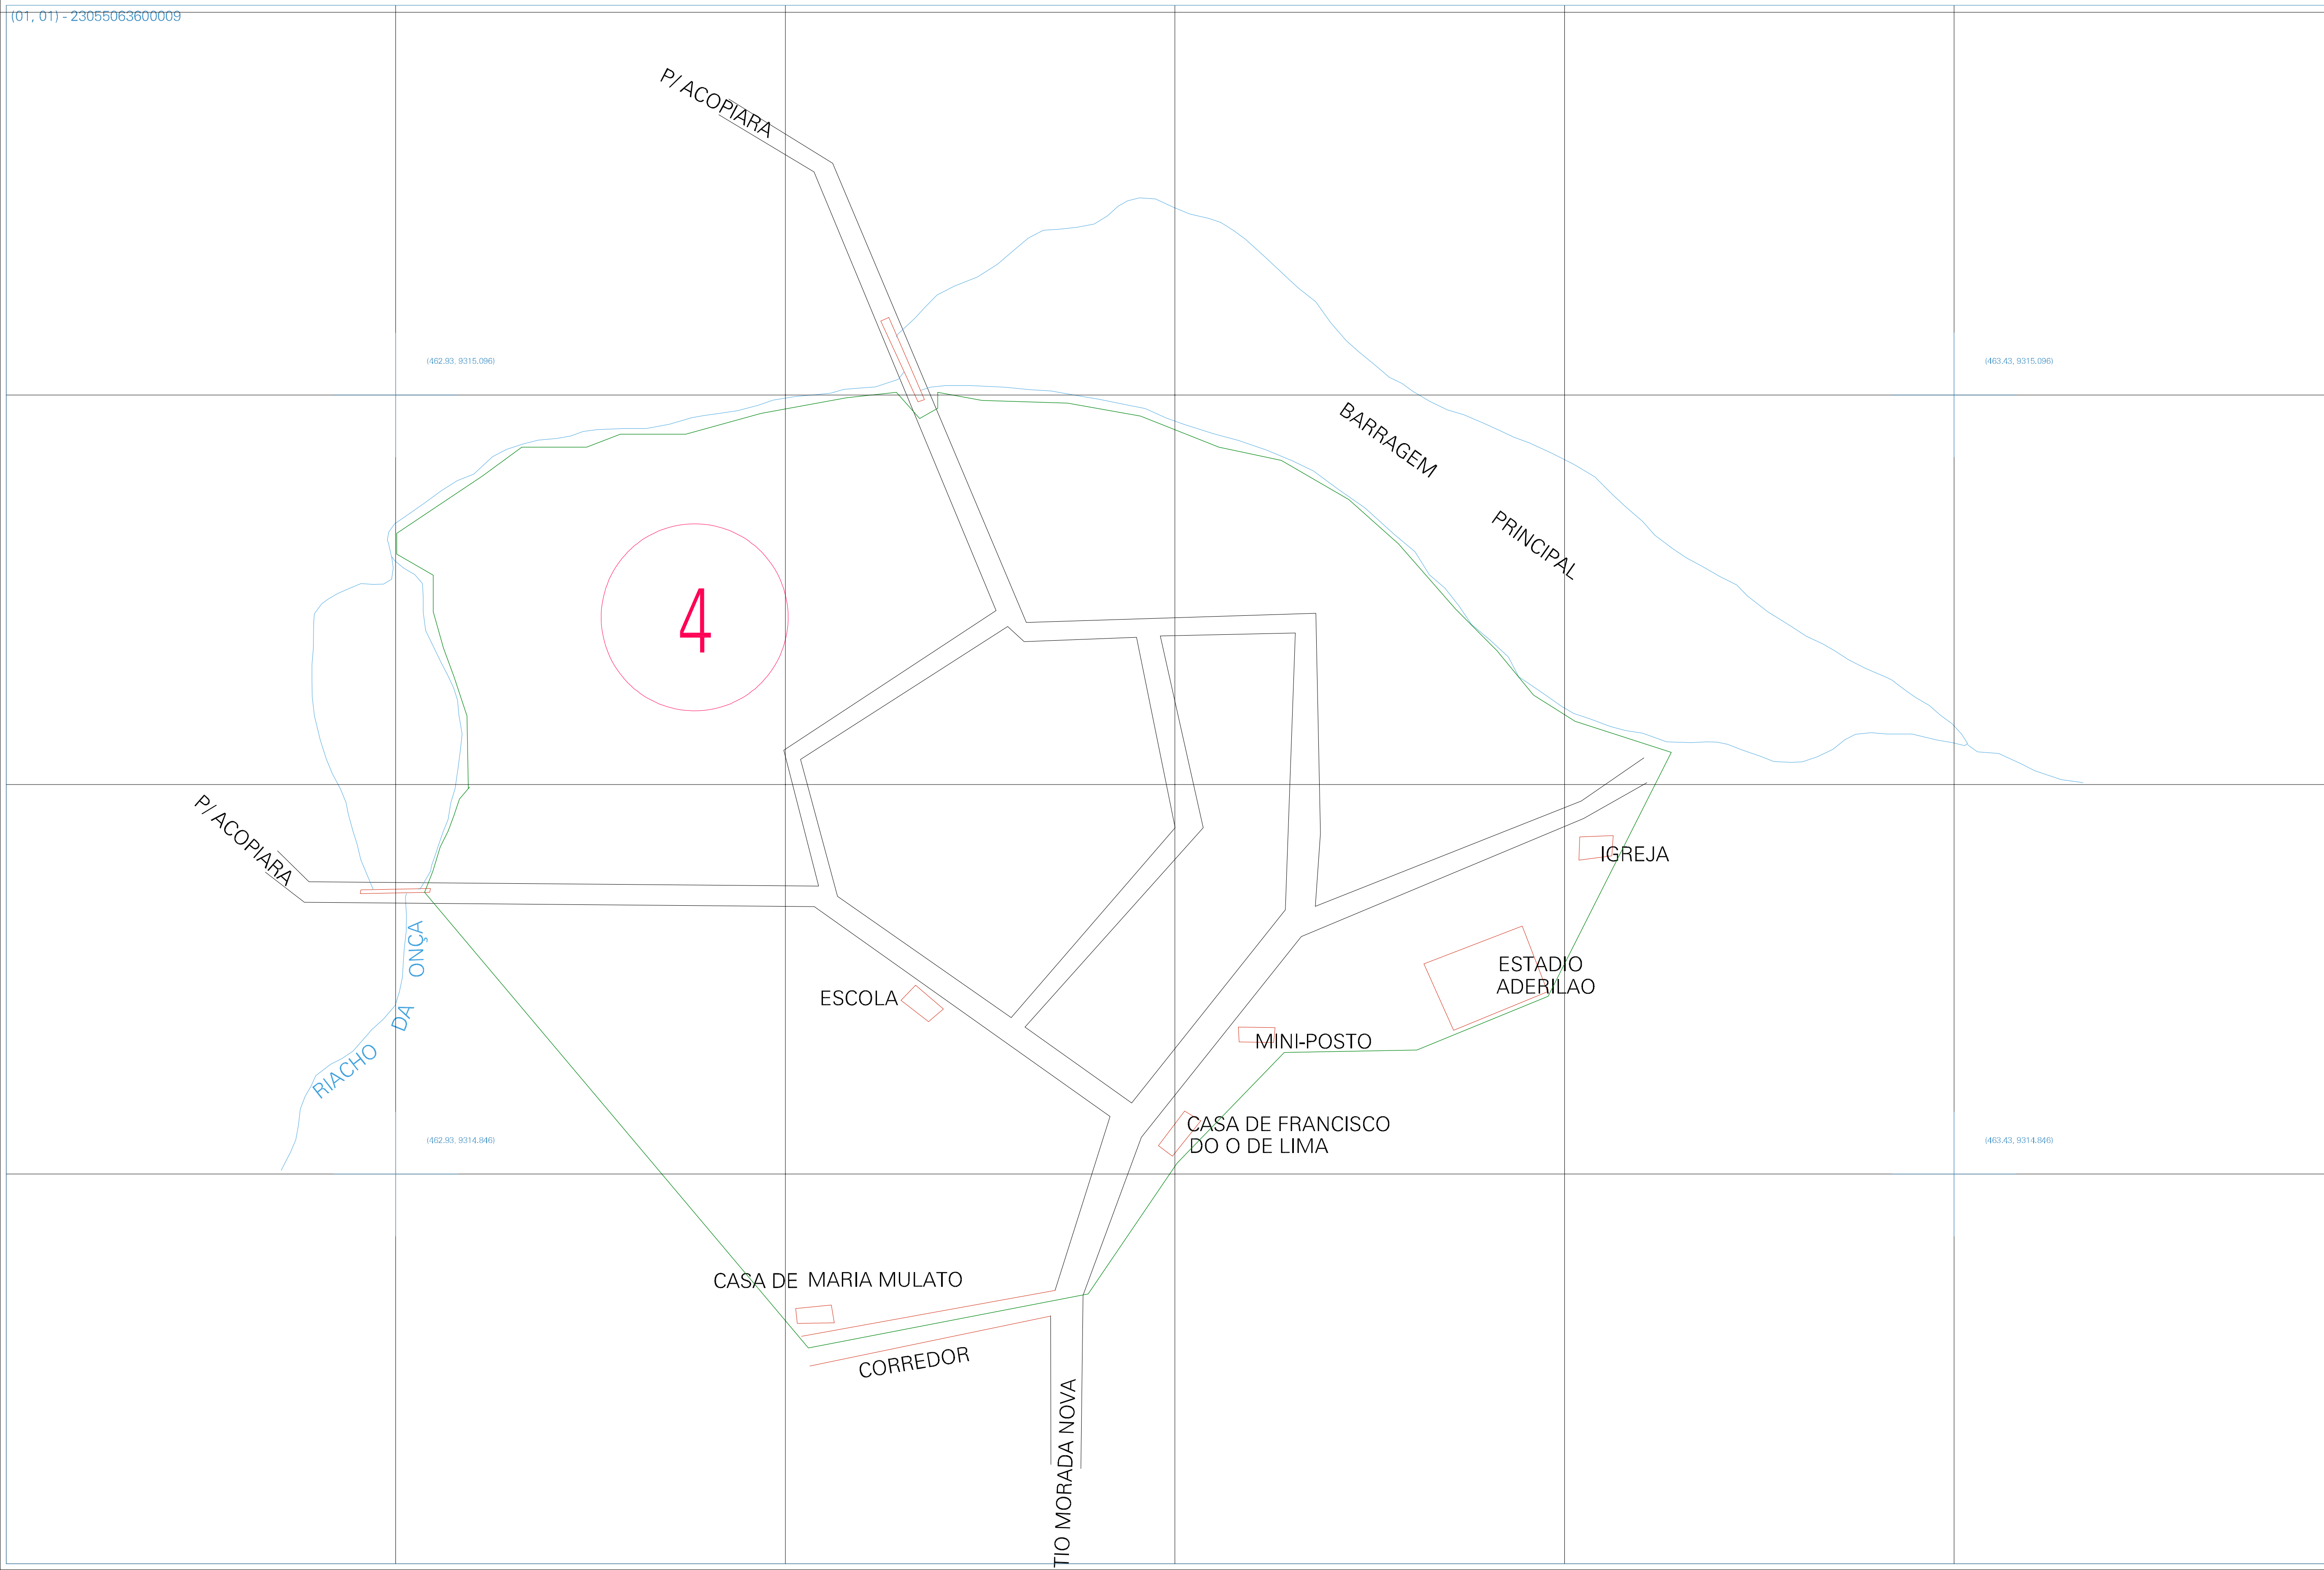 (01, 01) - 23055063600009
P/ ACOPIARA
(462.93, 9315.096)
(463.43, 9315.096)
BARRAGEM
PRINCIPAL
4
P/ ACOPIARA
IGREJA
RIACHO DA ONÇA
ESTADIO
ADERILAO
ESCOLA
MINI-POSTO
CASA DE FRANCISCO
DO O DE LIMA
(462.93, 9314.846)
(463.43, 9314.846)
CASA DE MARIA MULATO
CORREDOR
TIO MORADA NOVA